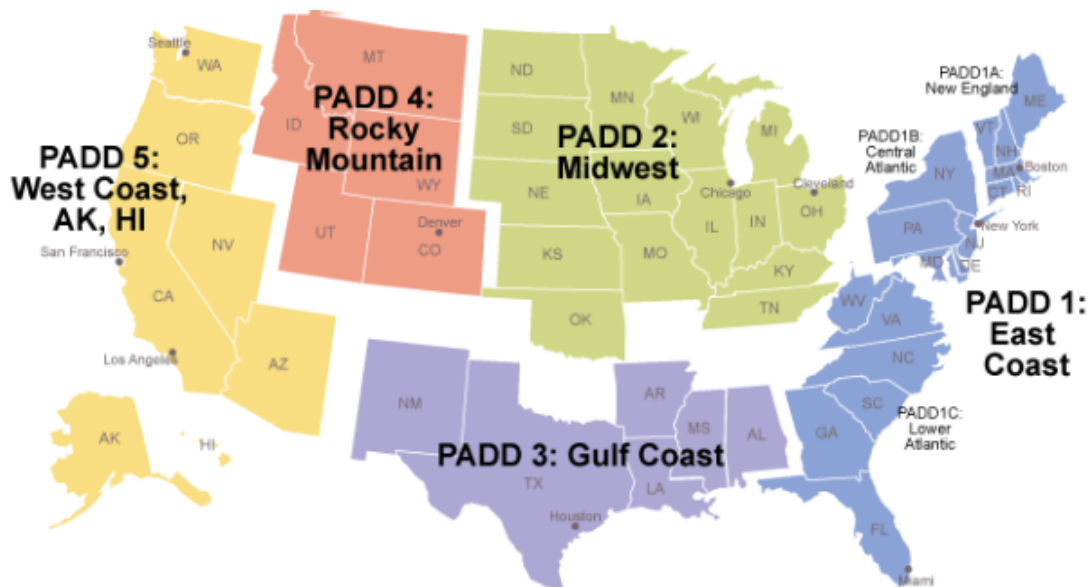 Seattle
WA
OR
PADD 5:
West Coast,
AK, HI
NV
San Francisco
CA
Los Angeles
AZ
AK
HI
MT
PADD 4:
Rocky
Mountain
ID
WY
UT
Denver
CO
ND
MN
SD
WI
MI
PADD 2:
Midwest
NE
IA
Chicago
Cleveland
IL
IN
OH
KS
MO
KY
OK
TN
NM
AR
MS
AL
PADD 3: Gulf Coast
TX
LA
Houston
PADD1A:
New England
ME
VT
NH
PADD1B:
Central
Atlantic
MA
Boston
NY
CT
RI
New York
PA
NJ
MD
DE
WV
VA
PADD 1:
East
Coast
NC
SC
PADD1C:
Lower
Atlantic
GA
FL
Miami